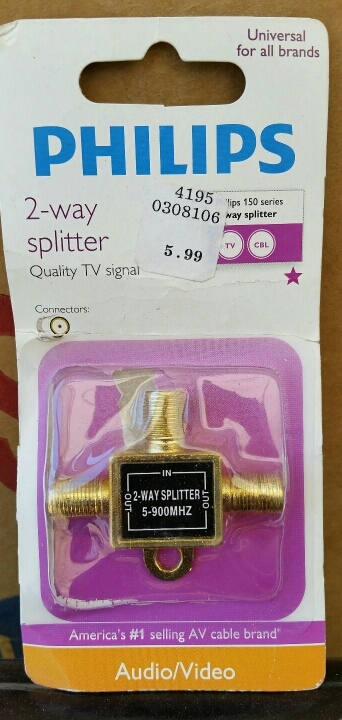 Universal
for all brands
PHILIPS
2-way
splitter
Quality TV signal
4195
0308106
5.99
lips 150 series
way splitter
TV
CBL
Connectors:
IN
OUT
2-WAY SPLITTER
5-900MHZ
OUT
America's #1 selling AV cable brand*
Audio/Video